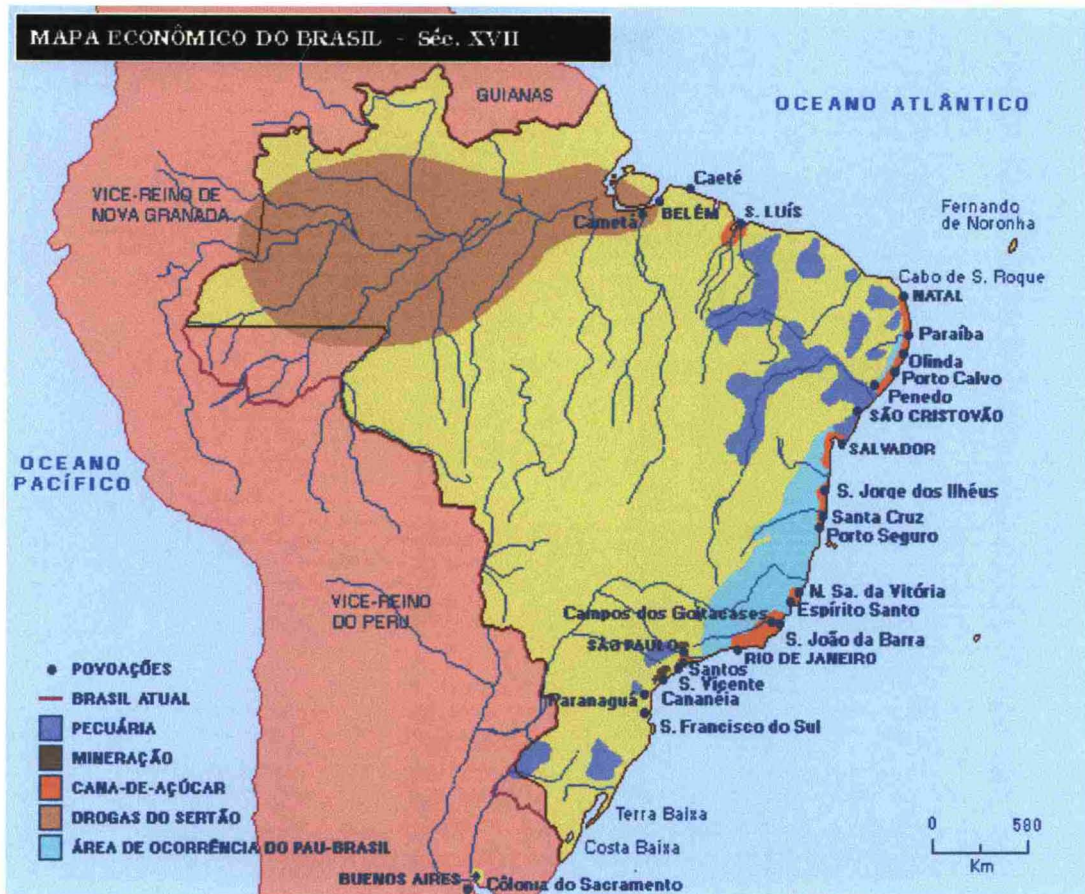 MAPA ECONÔMICO DO BRASIL - Séc. XVII
GUIANAS
OCEANO ATLÂNTICO
VICE-REINO DE
NOVA GRANADA
Caeté
BELÉM
Cametá
S. LUÍS
Fernando
de Noronha
Cabo de S. Roque
NATAL
Paraíba
Olinda
Porto Calvo
Penedo
SÃO CRISTOVÃO
SALVADOR
OCEANO
PACÍFICO
S. Jorge dos Ilhéus
Santa Cruz
Porto Seguro
N. Sa. da Vitória
Espírito Santo
Campos dos Goitacases
S. João da Barra
VICE-REINO
DO PERU
SÃO PAULO
RIO DE JANEIRO
Santos
S. Vicente
Paranaguá
Cananéia
S. Francisco do Sul
POVOAÇÕES
BRASIL ATUAL
PECUÁRIA
MINERAÇÃO
CANA-DE-AÇÚCAR
DROGAS DO SERTÃO
ÁREA DE OCORRÊNCIA DO PAU-BRASIL
Terra Baixa
Costa Baixa
BUENOS AIRES
Côlonia do Sacramento
0 580
Km